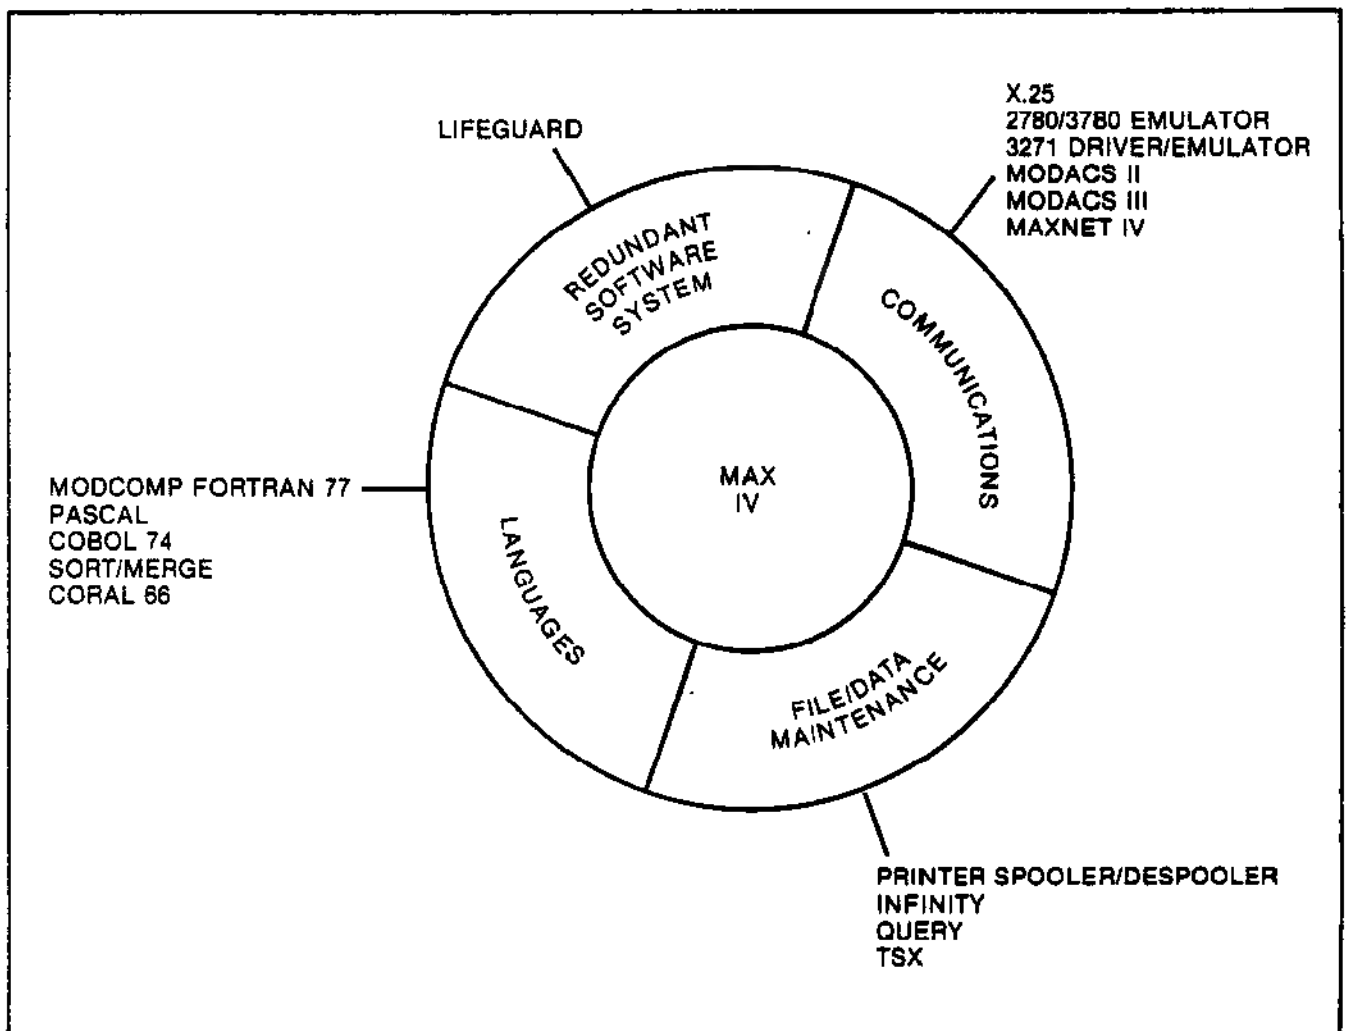 LIFEGUARD
X.25
2780/3780 EMULATOR
3271 DRIVER/EMULATOR
MODACS II
MODACS III
MAXNET IV
REDUNDANT
SOFTWARE
SYSTEM
COMMUNICATIONS
MAX
IV
MODCOMP FORTRAN 77
PASCAL
COBOL 74
SORT/MERGE
CORAL 66
LANGUAGES
FILE/DATA
MAINTENANCE
PRINTER SPOOLER/DESPOOLER
INFINITY
QUERY
TSX